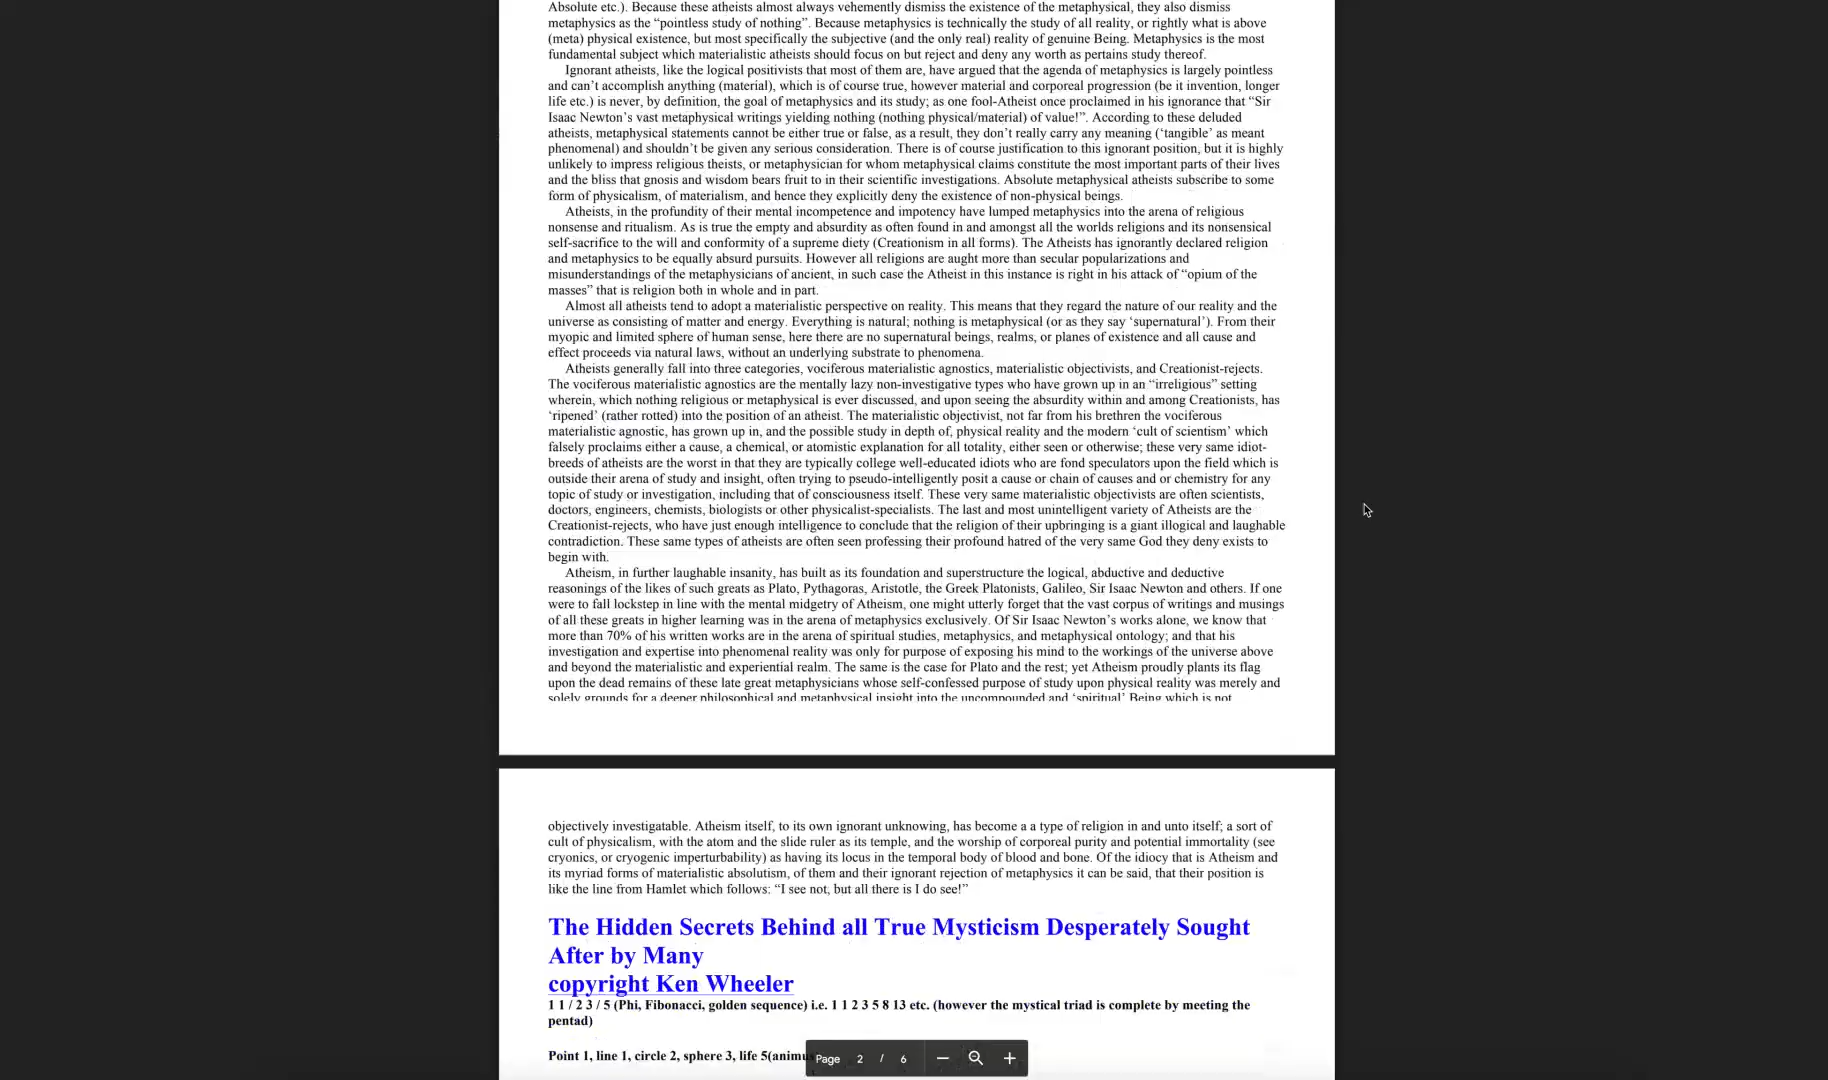 Absolute etc.). Because these atheists almost always vehemently dismiss the existence of the metaphysical, they also dismiss
metaphysics as the “pointless study of nothing”. Because metaphysics is technically the study of all reality, or rightly what is above
(meta) physical existence, but most specifically the subjective (and the only real) reality of genuine Being. Metaphysics is the most
fundamental subject which materialistic atheists should focus on but reject and deny any worth as pertains study thereof.
Ignorant atheists, like the logical positivists that most of them are, have argued that the agenda of metaphysics is largely pointless
and can’t accomplish anything (material), which is of course true, however material and corporeal progression (be it invention, longer
life etc.) is never, by definition, the goal of metaphysics and its study; as one fool-Atheist once proclaimed in his ignorance that “Sir
Isaac Newton’s vast metaphysical writings yielding nothing (nothing physical/material) of value!”. According to these deluded
atheists, metaphysical statements cannot be either true or false, as a result, they don’t really carry any meaning (‘tangible’ as meant
phenomenal) and shouldn’t be given any serious consideration. There is of course justification to this ignorant position, but it is highly
unlikely to impress religious theists, or metaphysician for whom metaphysical claims constitute the most important parts of their lives
and the bliss that gnosis and wisdom bears fruit to in their scientific investigations. Absolute metaphysical atheists subscribe to some
form of physicalism, of materialism, and hence they explicitly deny the existence of non-physical beings.
Atheists, in the profundity of their mental incompetence and impotency have lumped metaphysics into the arena of religious
nonsense and ritualism. As is true the empty and absurdity as often found in and amongst all the worlds religions and its nonsensical
self-sacrifice to the will and conformity of a supreme diety (Creationism in all forms). The Atheists has ignorantly declared religion
and metaphysics to be equally absurd pursuits. However all religions are aught more than secular popularizations and
misunderstandings of the metaphysicians of ancient, in such case the Atheist in this instance is right in his attack of “opium of the
masses” that is religion both in whole and in part.
Almost all atheists tend to adopt a materialistic perspective on reality. This means that they regard the nature of our reality and the
universe as consisting of matter and energy. Everything is natural; nothing is metaphysical (or as they say ‘supernatural’). From their
myopic and limited sphere of human sense, here there are no supernatural beings, realms, or planes of existence and all cause and
effect proceeds via natural laws, without an underlying substrate to phenomena.
Atheists generally fall into three categories, vociferous materialistic agnostics, materialistic objectivists, and Creationist-rejects.
The vociferous materialistic agnostics are the mentally lazy non-investigative types who have grown up in an “irreligious” setting
wherein, which nothing religious or metaphysical is ever discussed, and upon seeing the absurdity within and among Creationists, has
‘ripened’ (rather rotted) into the position of an atheist. The materialistic objectivist, not far from his brethren the vociferous
materialistic agnostic, has grown up in, and the possible study in depth of, physical reality and the modern ‘cult of scientism’ which
falsely proclaims either a cause, a chemical, or atomistic explanation for all totality, either seen or otherwise; these very same idiot-
breeds of atheists are the worst in that they are typically college well-educated idiots who are fond speculators upon the field which is
outside their arena of study and insight, often trying to pseudo-intelligently posit a cause or chain of causes and or chemistry for any
topic of study or investigation, including that of consciousness itself. These very same materialistic objectivists are often scientists,
doctors, engineers, chemists, biologists or other physicalist-specialists. The last and most unintelligent variety of Atheists are the
Creationist-rejects, who have just enough intelligence to conclude that the religion of their upbringing is a giant illogical and laughable
contradiction. These same types of atheists are often seen professing their profound hatred of the very same God they deny exists to
begin with.
Atheism, in further laughable insanity, has built as its foundation and superstructure the logical, abductive and deductive
reasonings of the likes of such greats as Plato, Pythagoras, Aristotle, the Greek Platonists, Galileo, Sir Isaac Newton and others. If one
were to fall lockstep in line with the mental midgetry of Atheism, one might utterly forget that the vast corpus of writings and musings
of all these greats in higher learning was in the arena of metaphysics exclusively. Of Sir Isaac Newton’s works alone, we know that
more than 70% of his written works are in the arena of spiritual studies, metaphysics, and metaphysical ontology; and that his
investigation and expertise into phenomenal reality was only for purpose of exposing his mind to the workings of the universe above
and beyond the materialistic and experiential realm. The same is the case for Plato and the rest; yet Atheism proudly plants its flag
upon the dead remains of these late great metaphysicians whose self-confessed purpose of study upon physical reality was merely and
solely grounds for a deeper philosophical and metaphysical insight into the uncompounded and ‘spiritual’ Being which is not
objectively investigatable. Atheism itself, to its own ignorant unknowing, has become a a type of religion in and unto itself; a sort of
cult of physicalism, with the atom and the slide ruler as its temple, and the worship of corporeal purity and potential immortality (see
cryonics, or cryogenic imperturbability) as having its locus in the temporal body of blood and bone. Of the idiocy that is Atheism and
its myriad forms of materialistic absolutism, of them and their ignorant rejection of metaphysics it can be said, that their position is
like the line from Hamlet which follows: “I see not, but all there is I do see!”
The Hidden Secrets Behind all True Mysticism Desperately Sought
After by Many
copyright Ken Wheeler
1 1 / 2 3 / 5 (Phi, Fibonacci, golden sequence) i.e. 1 1 2 3 5 8 13 etc. (however the mystical triad is complete by meeting the
pentad)
Point 1, line 1, circle 2, sphere 3, life 5(animu
Page 2 / 6